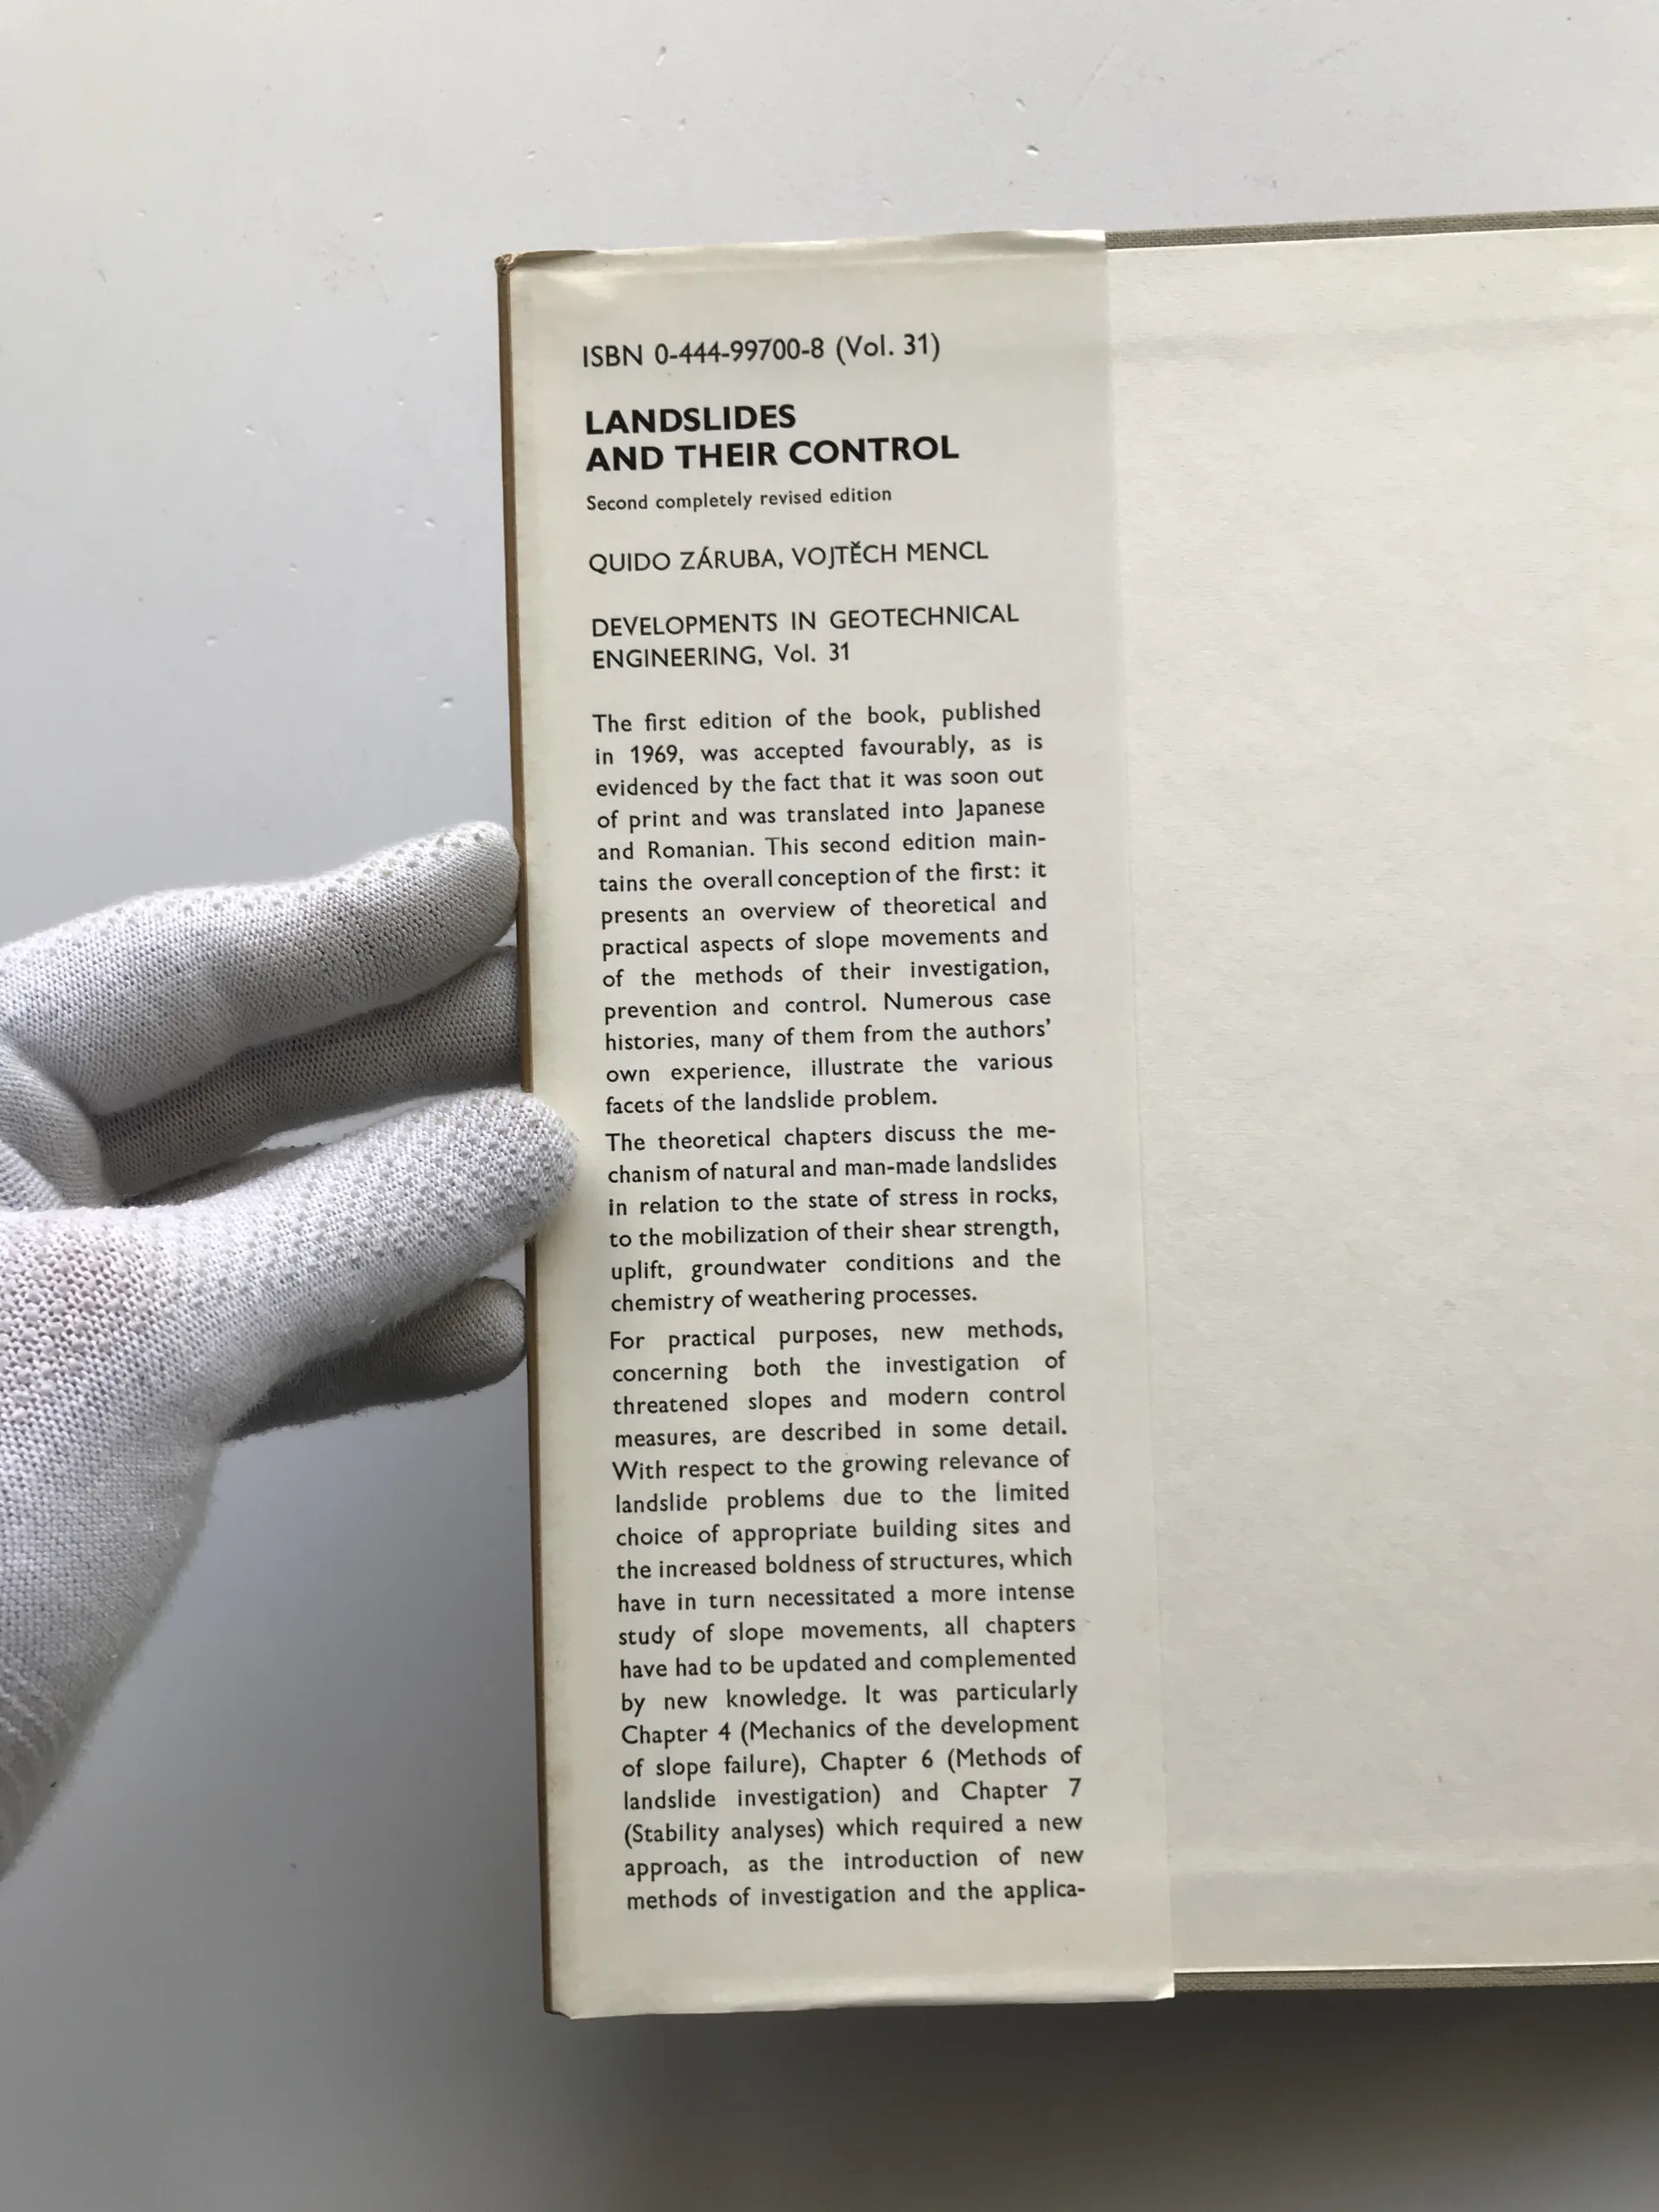 ISBN 0-444-99700-8 (Vol. 31)
LANDSLIDES
AND THEIR CONTROL
Second completely revised edition
QUIDO ZÁRUBA, VOJTĚCH MENCL
DEVELOPMENTS IN GEOTECHNICAL
ENGINEERING, Vol. 31
The first edition of the book, published
in 1969, was accepted favourably, as is
evidenced by the fact that it was soon out
of print and was translated into Japanese
and Romanian. This second edition main-
tains the overall conception of the first: it
presents an overview of theoretical and
practical aspects of slope movements and
of the methods of their investigation,
prevention and control. Numerous case
histories, many of them from the authors'
own experience, illustrate the various
facets of the landslide problem.
The theoretical chapters discuss the me-
chanism of natural and man-made landslides
in relation to the state of stress in rocks,
to the mobilization of their shear strength,
uplift, groundwater conditions and the
chemistry of weathering processes.
For practical purposes, new methods,
concerning both the investigation of
threatened slopes and modern control
measures, are described in some detail.
With respect to the growing relevance of
landslide problems due to the limited
choice of appropriate building sites and
the increased boldness of structures, which
have in turn necessitated a more intense
study of slope movements, all chapters
have had to be updated and complemented
by new knowledge. It was particularly
Chapter 4 (Mechanics of the development
of slope failure), Chapter 6 (Methods of
landslide investigation) and Chapter 7
(Stability analyses) which required a new
approach, as the introduction of new
methods of investigation and the applica-